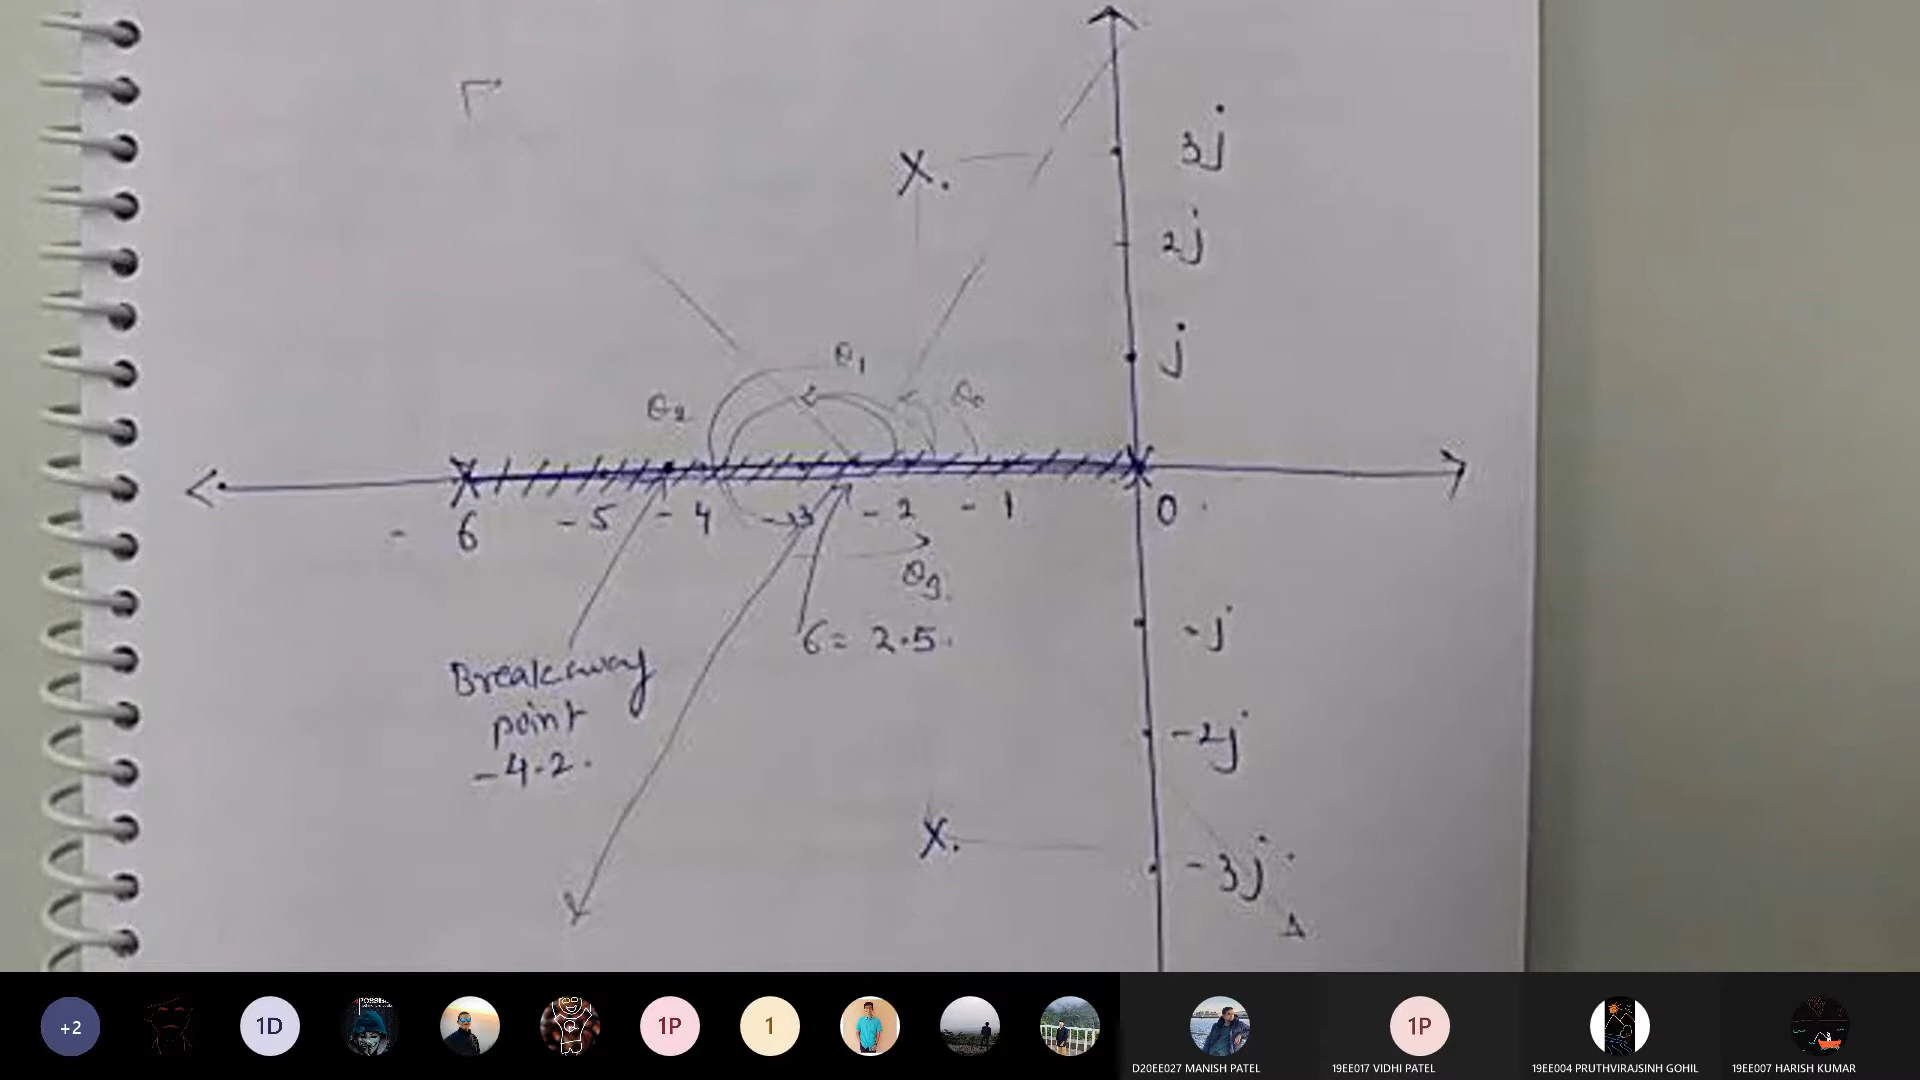 3j
X.
2j
j
θ1
θ2
X
X
-6
-5
-4
-3
-2
-1
0
θ3
-j
6= 2.5.
Breakaway
point
-4.2.
-2j
X.
-3j
+2
1D
1P
1
1P
D20EE027 MANISH PATEL
19EE017 VIDHI PATEL
19EE004 PRUTHVIRAJSINH GOHIL
19EE007 HARISH KUMAR